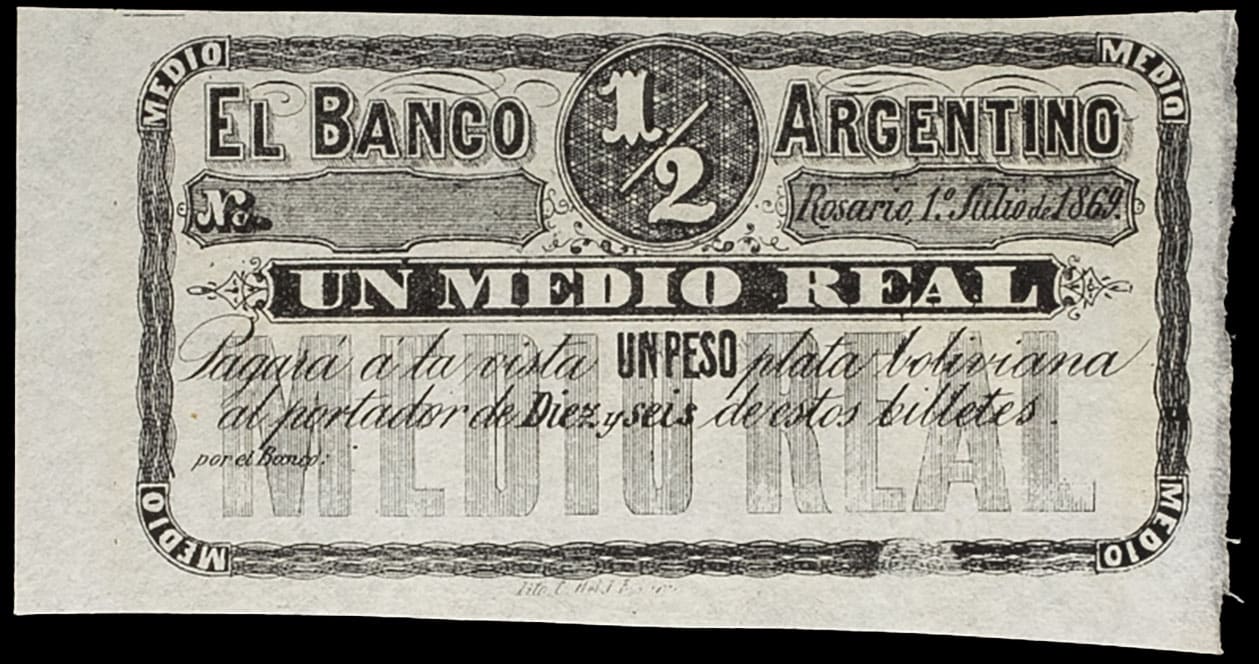 MEDIO MEDIO
EL BANCO 1/2 ARGENTINO
No. Rosario, 1.º Julio de 1869.
UN MEDIO REAL
Pagará á la vista UN PESO plata boliviana
al portador de Diez y seis de estos billetes.
MEDIO REAL
por el Banco:
MEDIO MEDIO